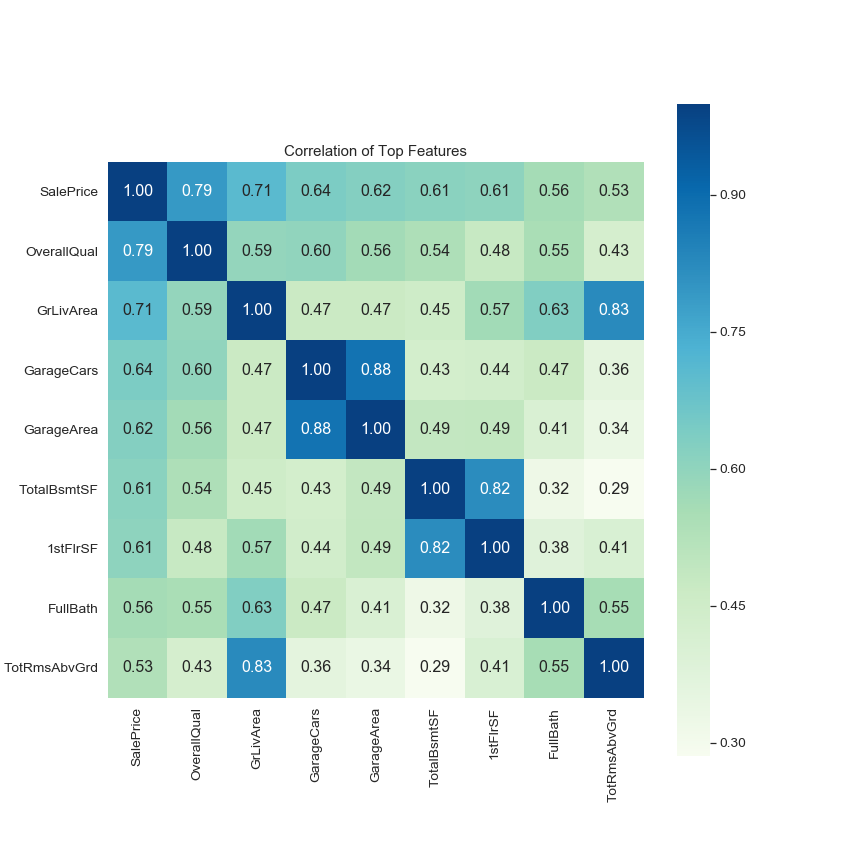 Correlation of Top Features
SalePrice 1.00 0.79 0.71 0.64 0.62 0.61 0.61 0.56 0.53
OverallQual 0.79 1.00 0.59 0.60 0.56 0.54 0.48 0.55 0.43
GrLivArea 0.71 0.59 1.00 0.47 0.47 0.45 0.57 0.63 0.83
GarageCars 0.64 0.60 0.47 1.00 0.88 0.43 0.44 0.47 0.36
GarageArea 0.62 0.56 0.47 0.88 1.00 0.49 0.49 0.41 0.34
TotalBsmtSF 0.61 0.54 0.45 0.43 0.49 1.00 0.82 0.32 0.29
1stFlrSF 0.61 0.48 0.57 0.44 0.49 0.82 1.00 0.38 0.41
FullBath 0.56 0.55 0.63 0.47 0.41 0.32 0.38 1.00 0.55
TotRmsAbvGrd 0.53 0.43 0.83 0.36 0.34 0.29 0.41 0.55 1.00
SalePrice
OverallQual
GrLivArea
GarageCars
GarageArea
TotalBsmtSF
1stFlrSF
FullBath
TotRmsAbvGrd
0.90
0.75
0.60
0.45
0.30